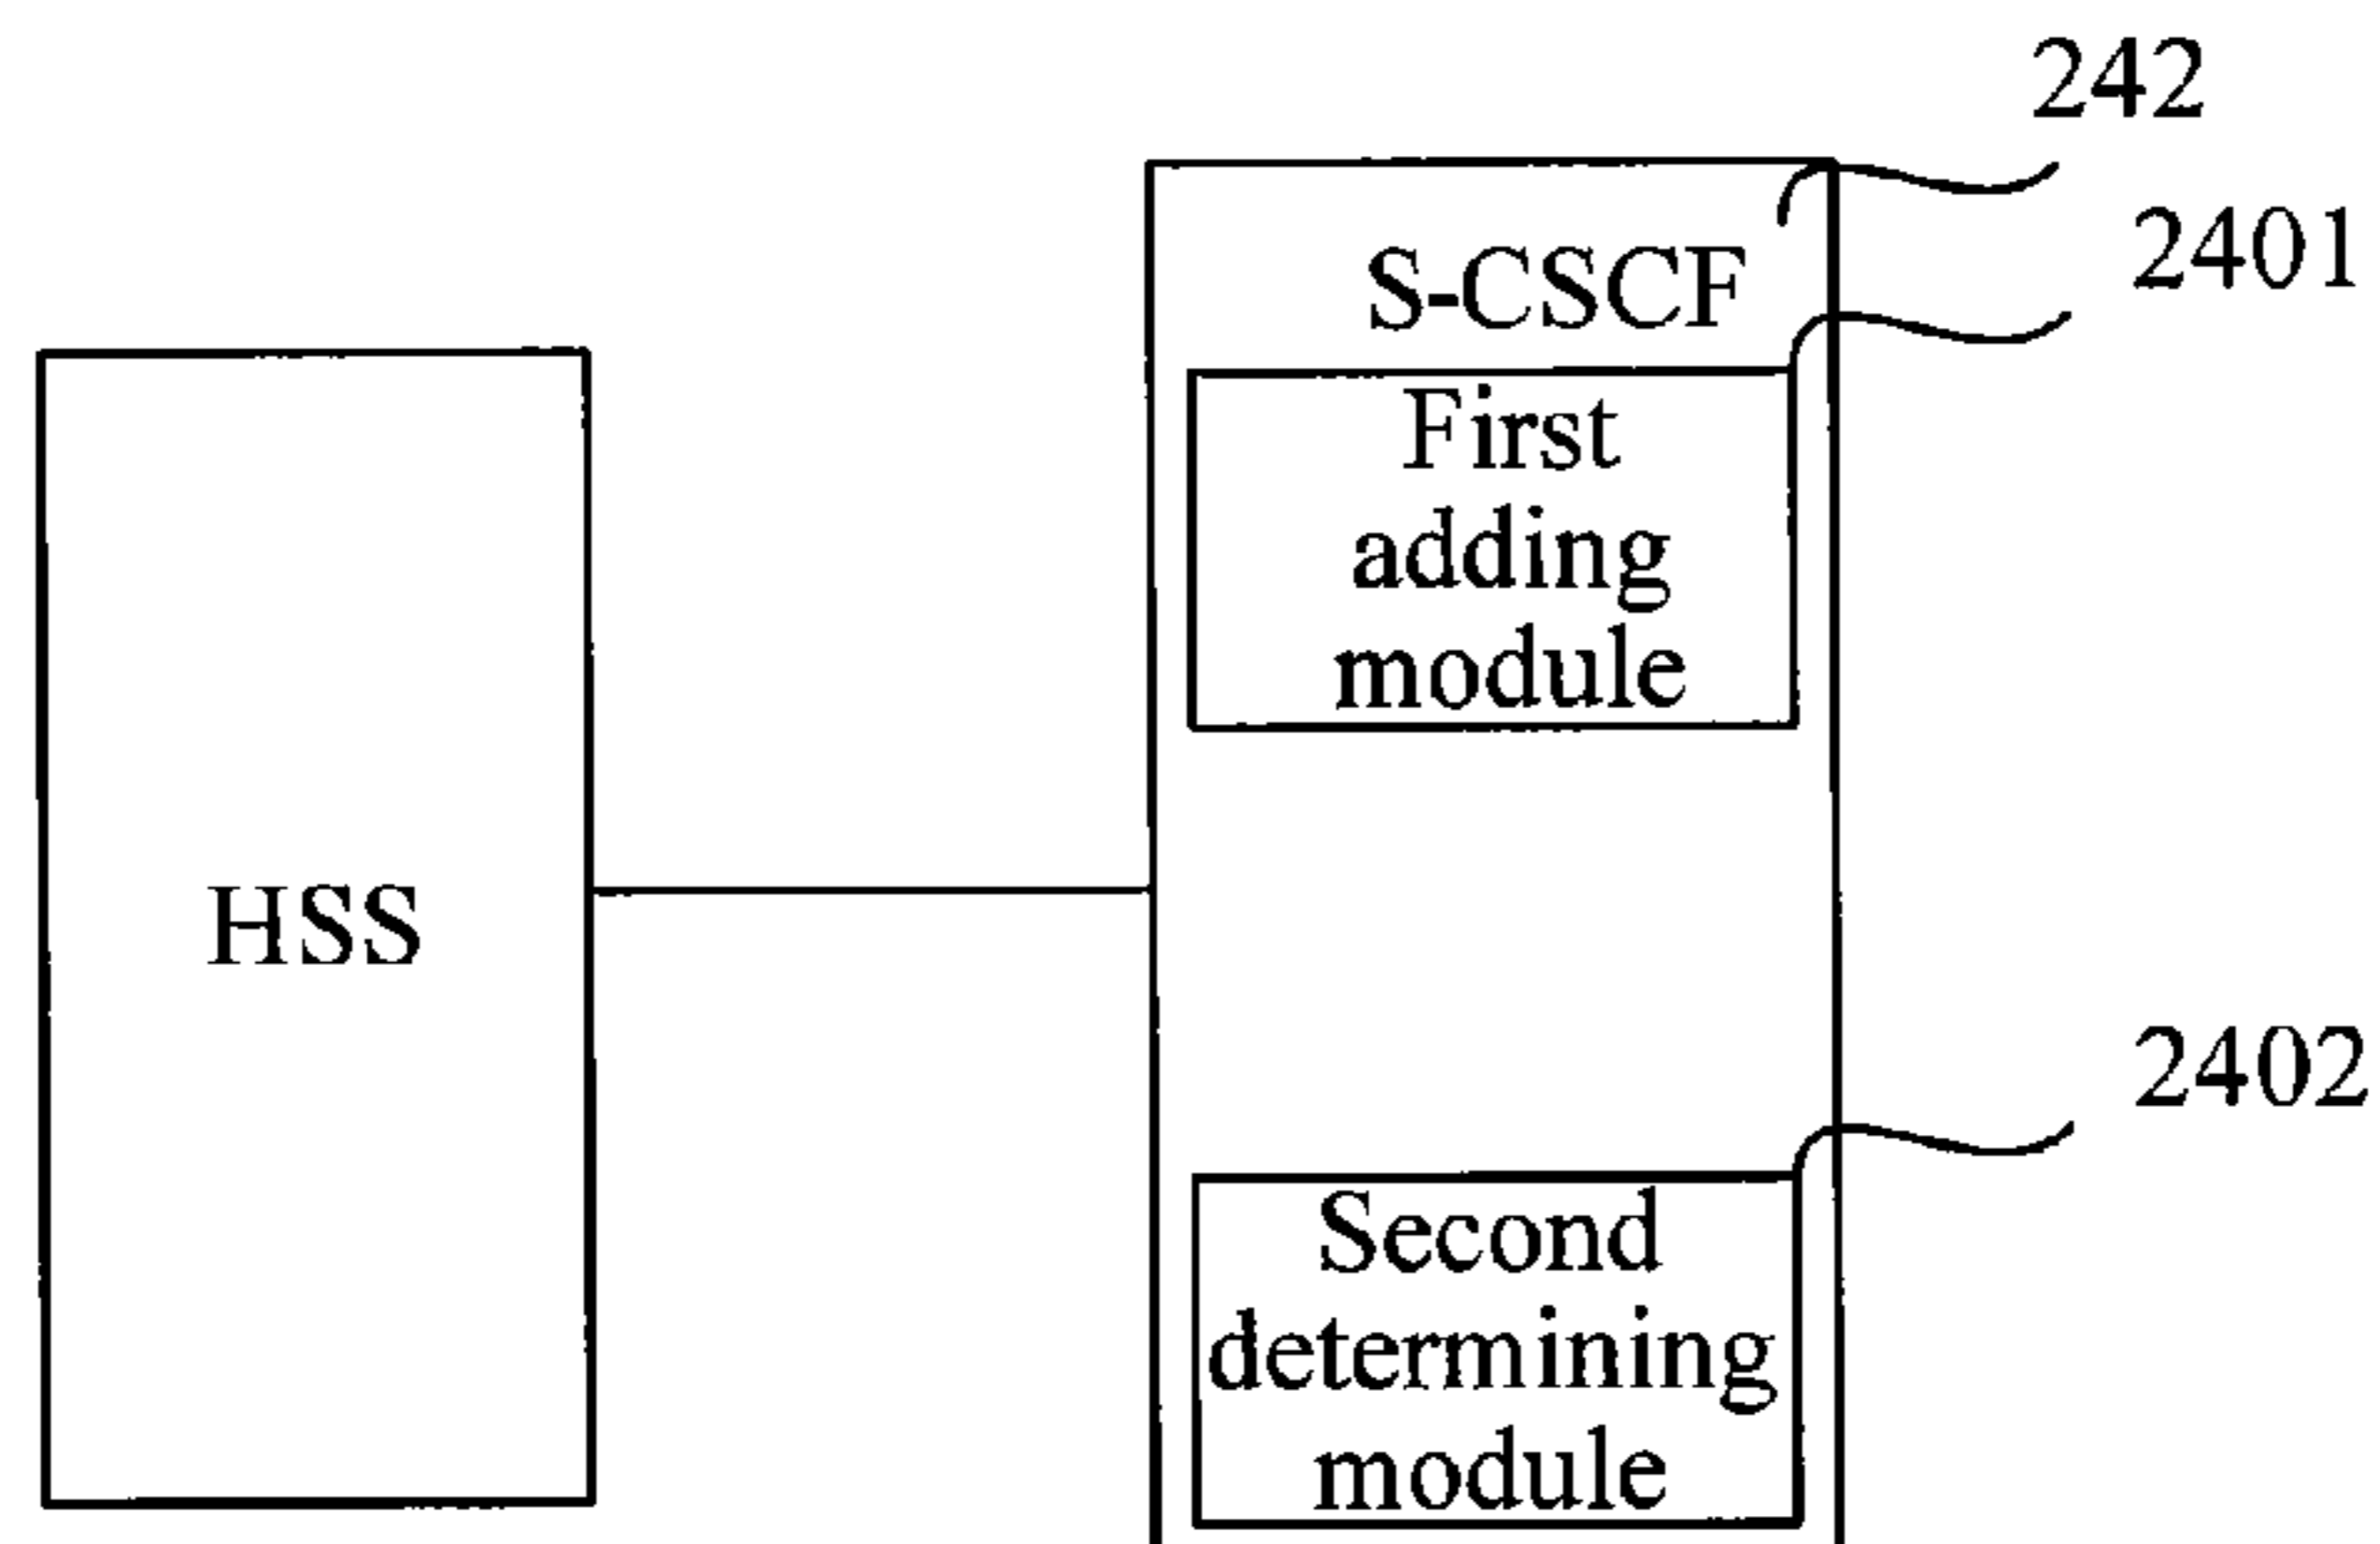 242
2401
S-CSCF
First
adding
module
HSS
2402
Second
determining
module